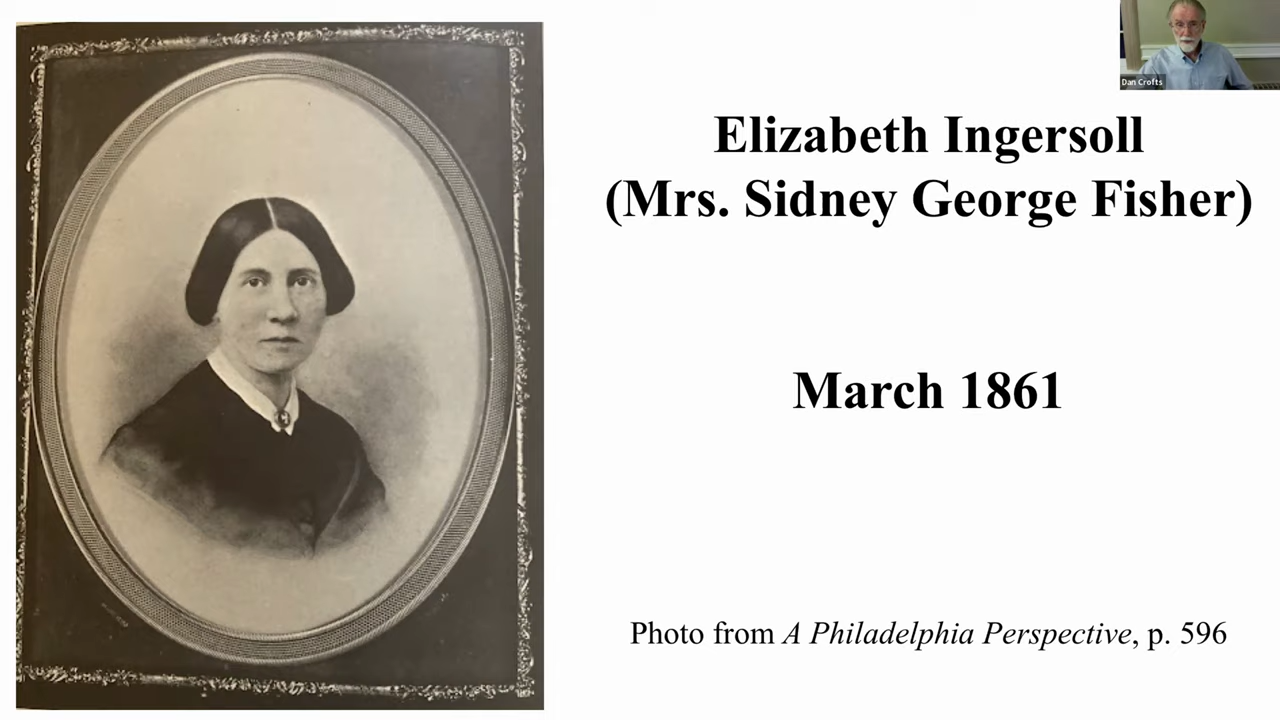 Dan Crofts
Elizabeth Ingersoll
(Mrs. Sidney George Fisher)
March 1861
Photo from A Philadelphia Perspective, p. 596